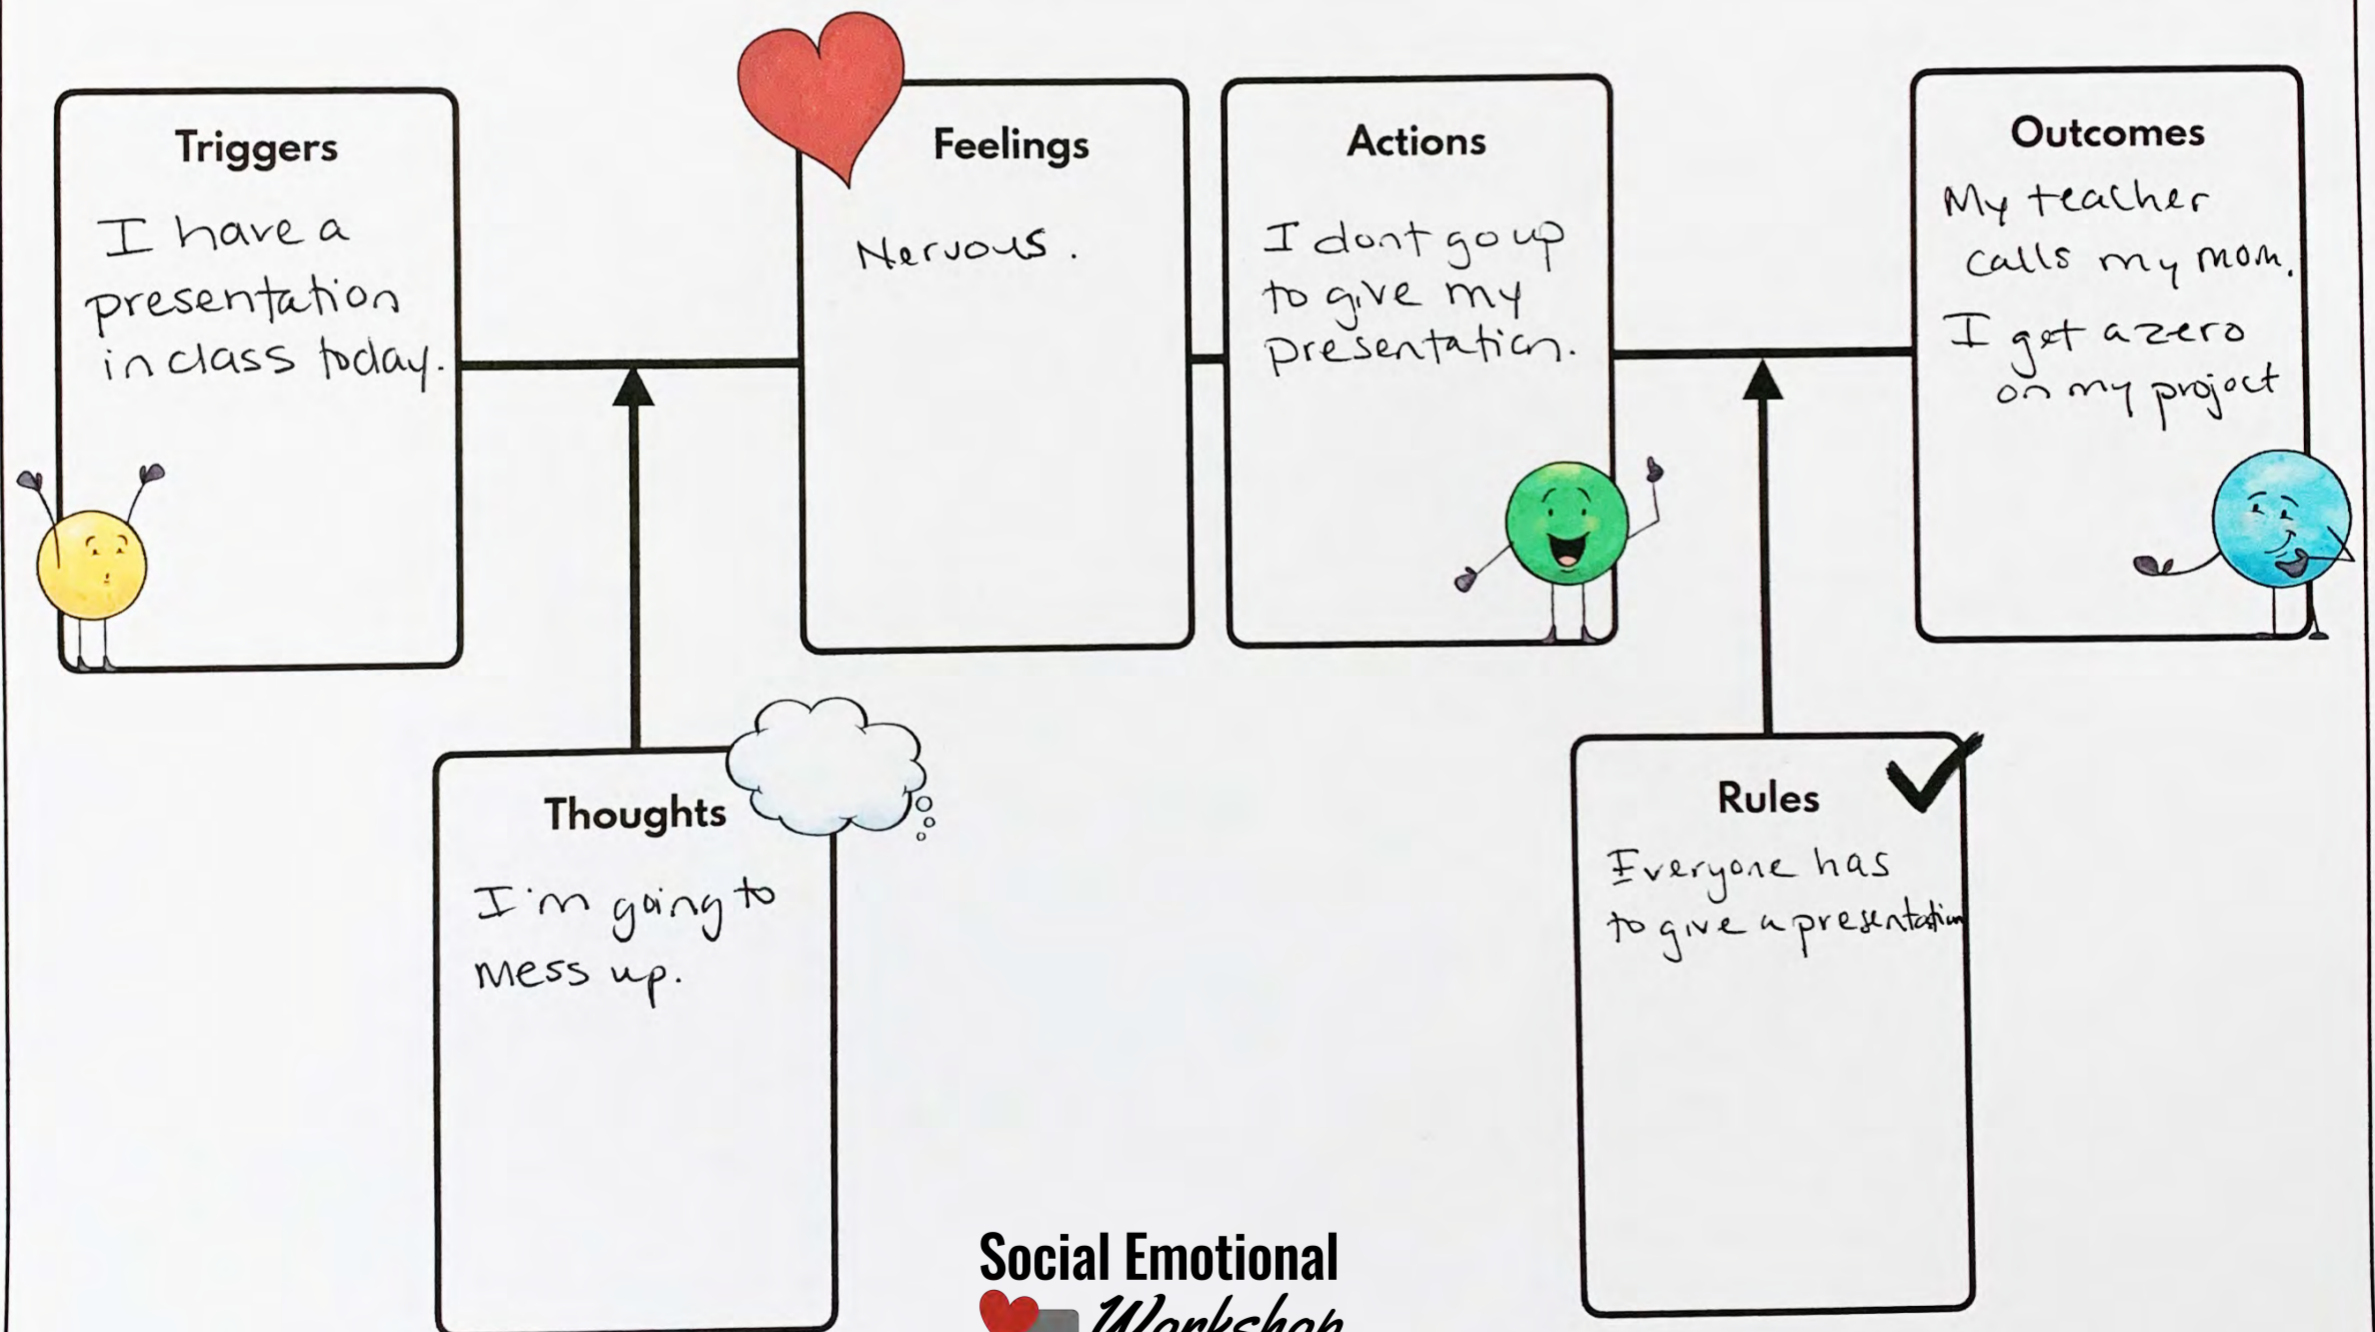 Triggers
I have a
presentation
in class today.
Feelings
Nervous.
Actions
I dont go up
to give my
presentation.
Outcomes
My teacher
calls my mom.
I get a zero
on my project
Thoughts
I'm going to
mess up.
Rules
Everyone has
to give a presentation
Social Emotional
Workshop